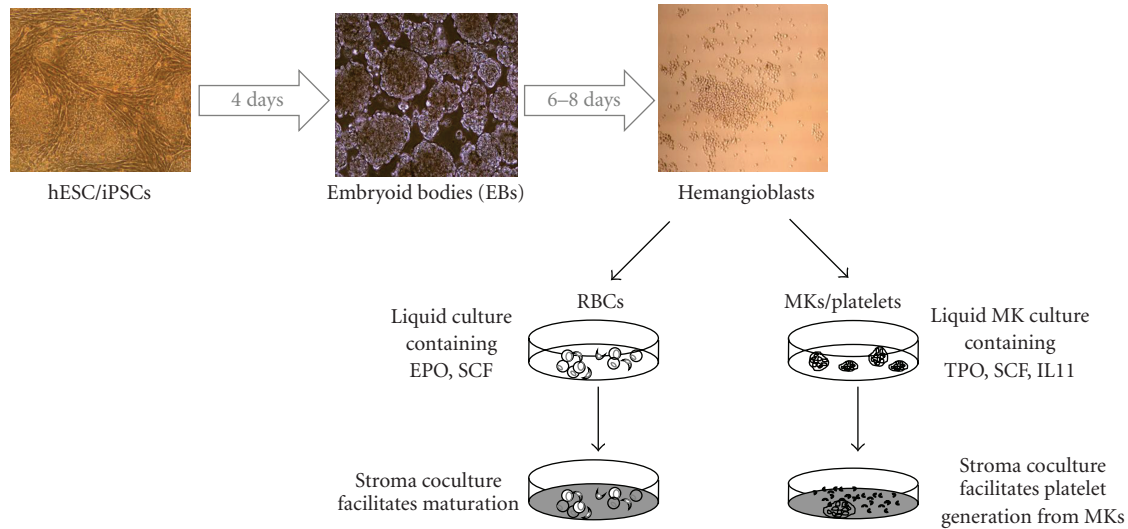 4 days
6–8 days
hESC/iPSCs
Embryoid bodies (EBs)
Hemangioblasts
RBCs
Liquid culture
containing
EPO, SCF
MKs/platelets
Liquid MK culture
containing
TPO, SCF, IL11
Stroma coculture
facilitates maturation
Stroma coculture
facilitates platelet
generation from MKs